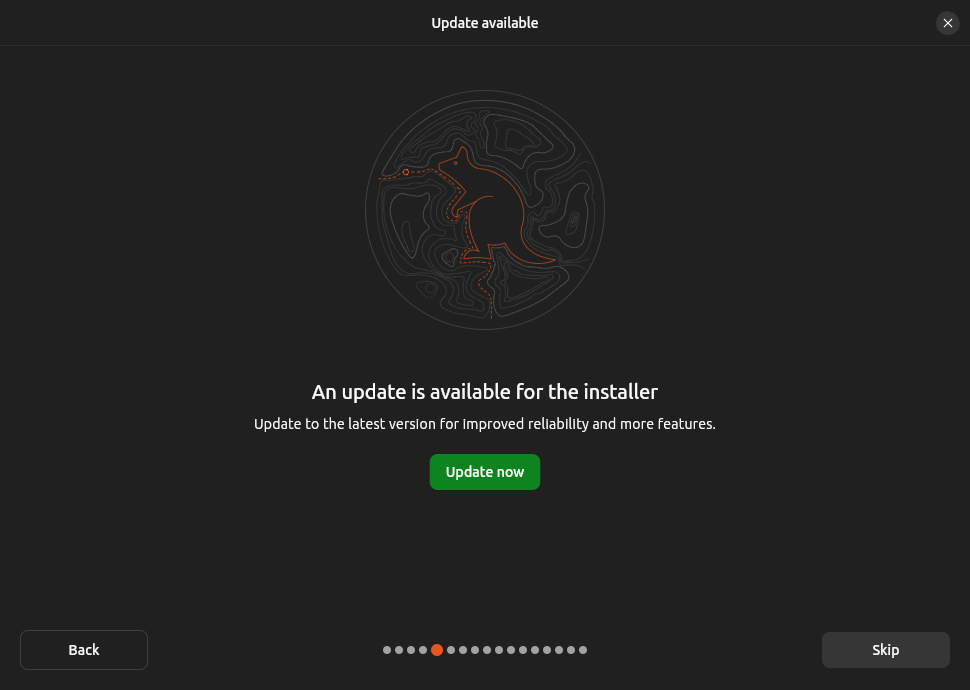 Update available
An update is available for the installer
Update to the latest version for improved reliability and more features.
Update now
Back
Skip